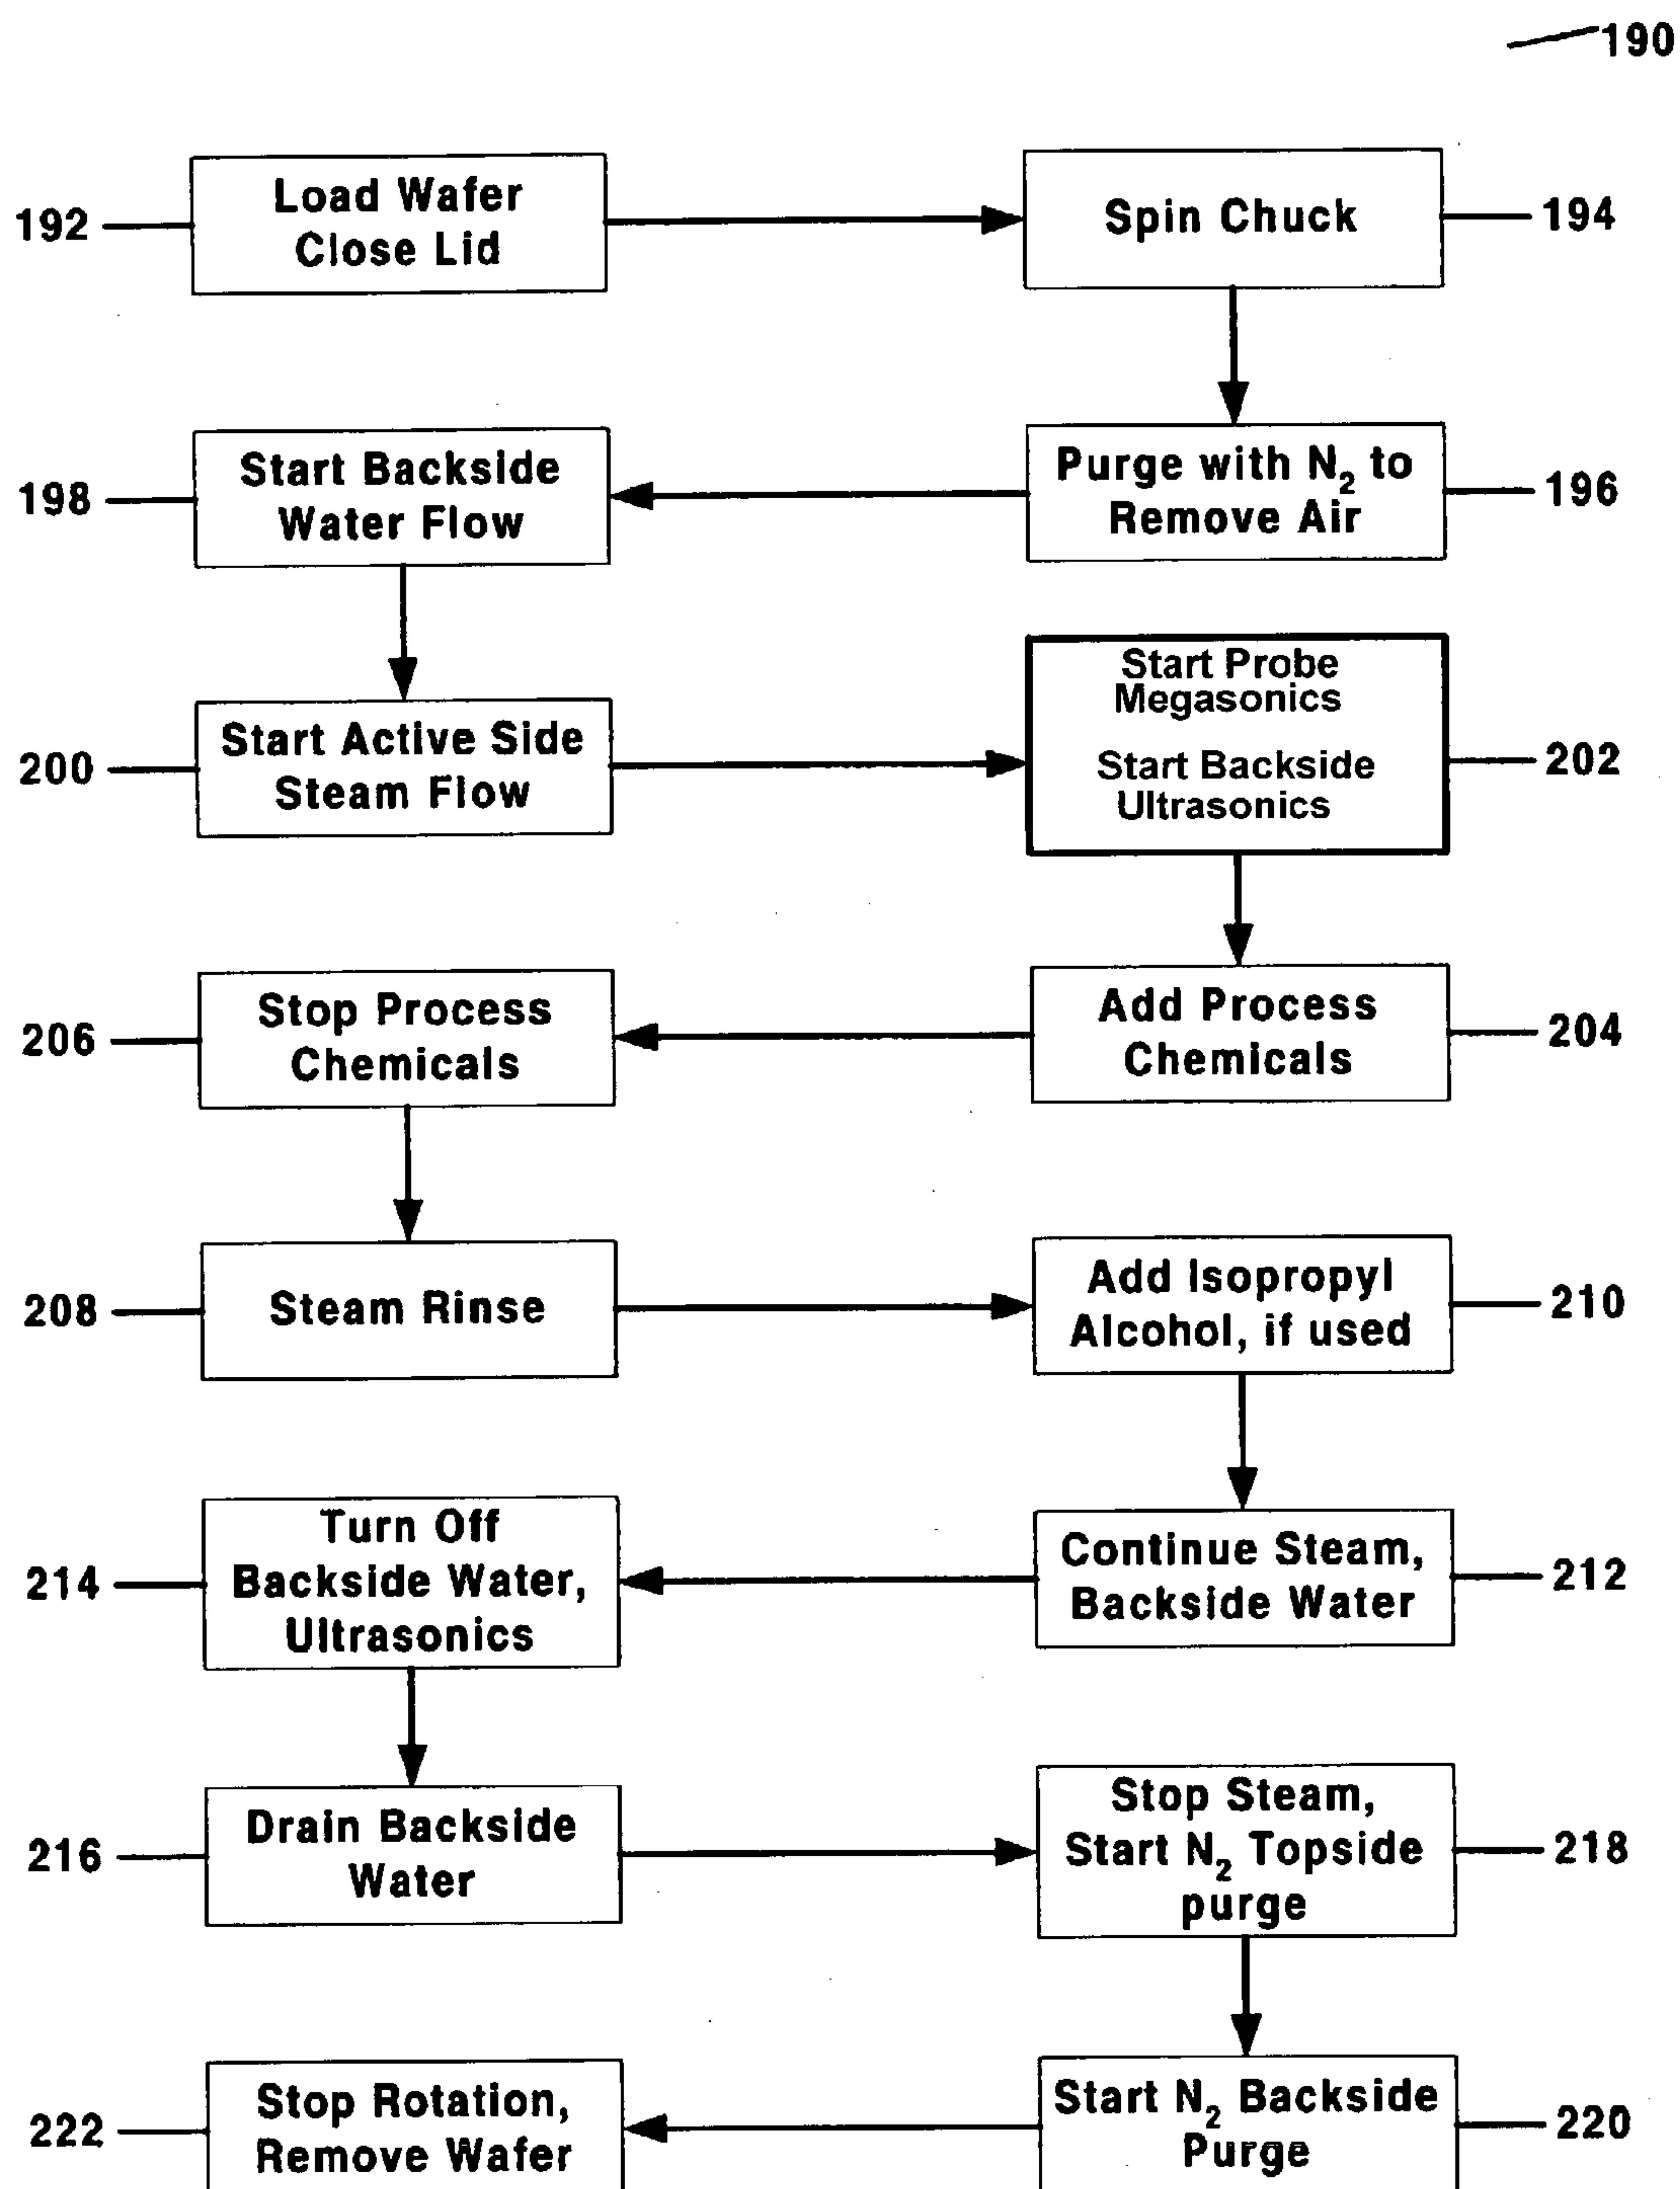 190
192
Load Wafer
Close Lid
Spin Chuck
194
198
Start Backside
Water Flow
Purge with N₂ to
Remove Air
196
200
Start Active Side
Steam Flow
Start Probe
Megasonics
Start Backside
Ultrasonics
202
206
Stop Process
Chemicals
Add Process
Chemicals
204
208
Steam Rinse
Add Isopropyl
Alcohol, if used
210
214
Turn Off
Backside Water,
Ultrasonics
Continue Steam,
Backside Water
212
216
Drain Backside
Water
Stop Steam,
Start N₂ Topside
purge
218
222
Stop Rotation,
Remove Wafer
Start N₂ Backside
Purge
220